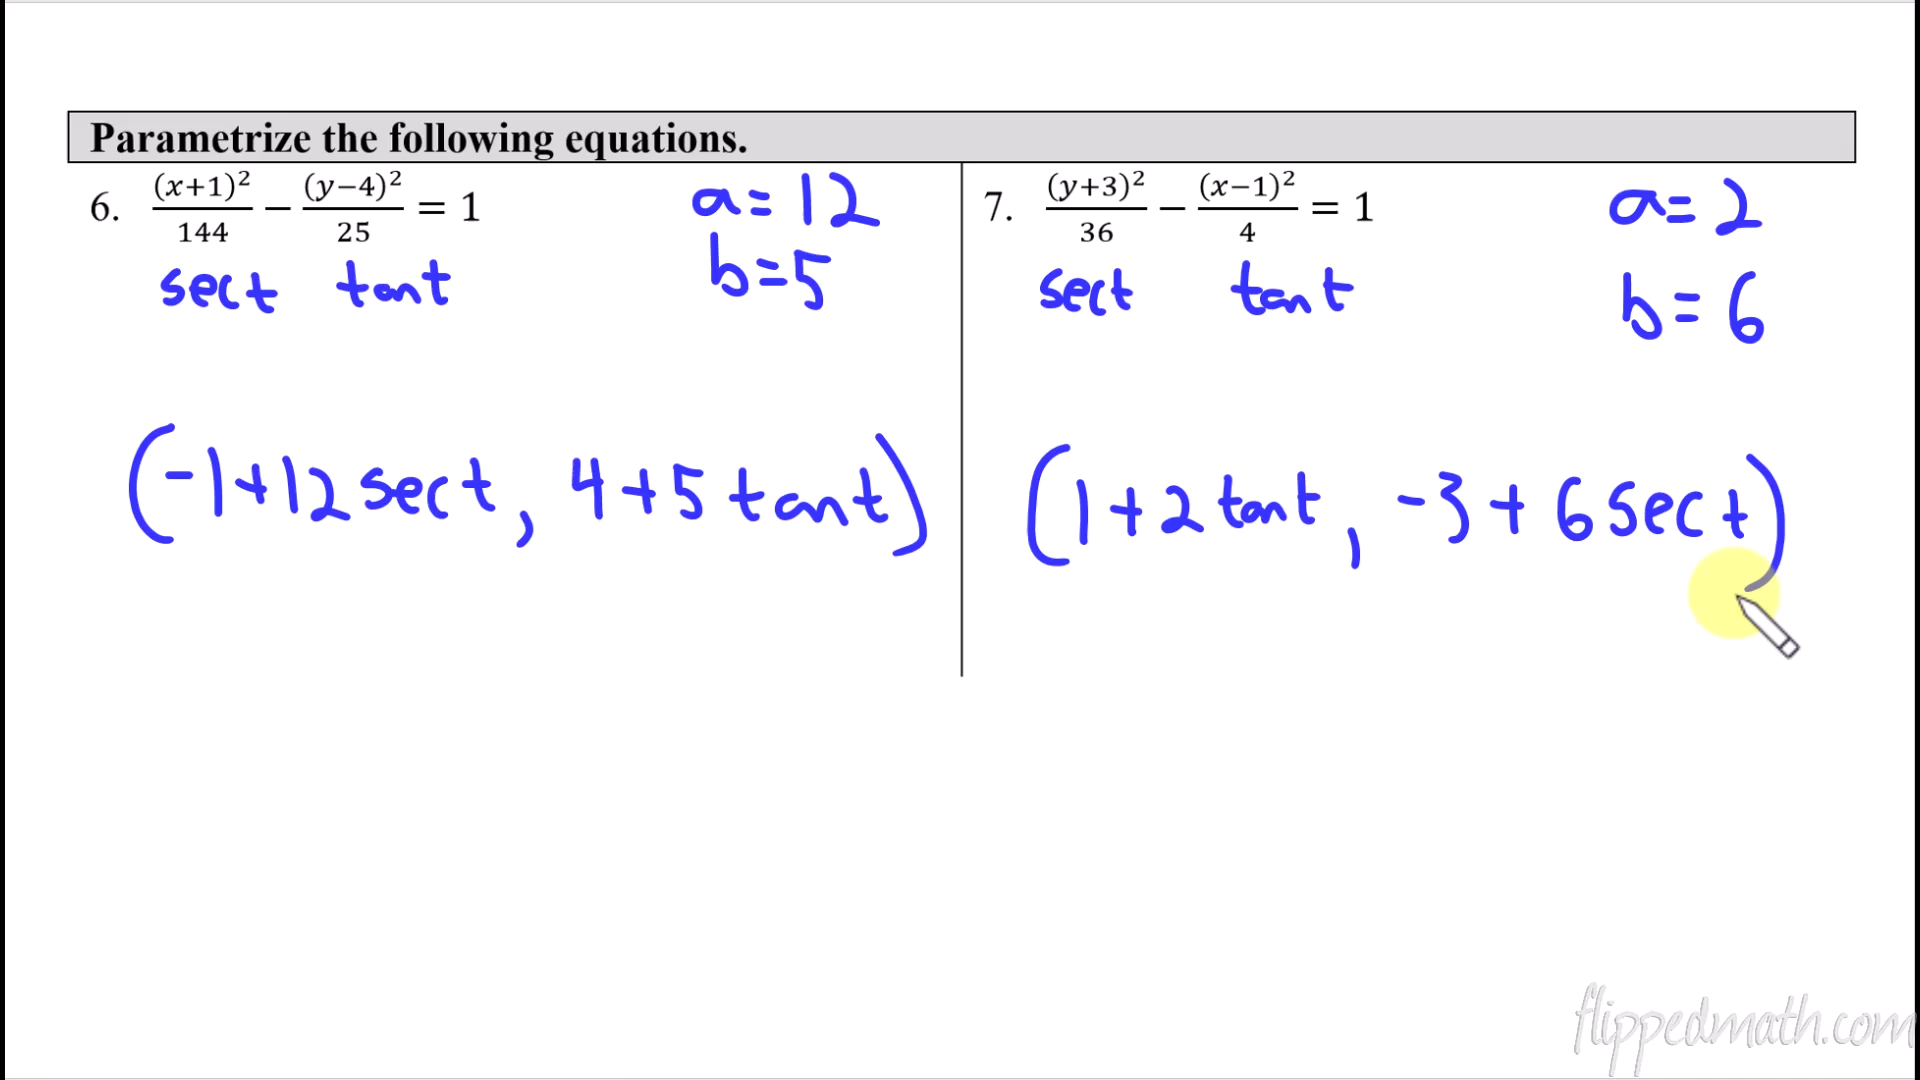 Parametrize the following equations.
6. (x+1)²/144 − (y−4)²/25 = 1
sect tant
a=12
b=5
(-1+12sect, 4+5tant)
7. (y+3)²/36 − (x−1)²/4 = 1
sect tant
a=2
b=6
(1+2tant, -3+6sect)
flippedmath.com